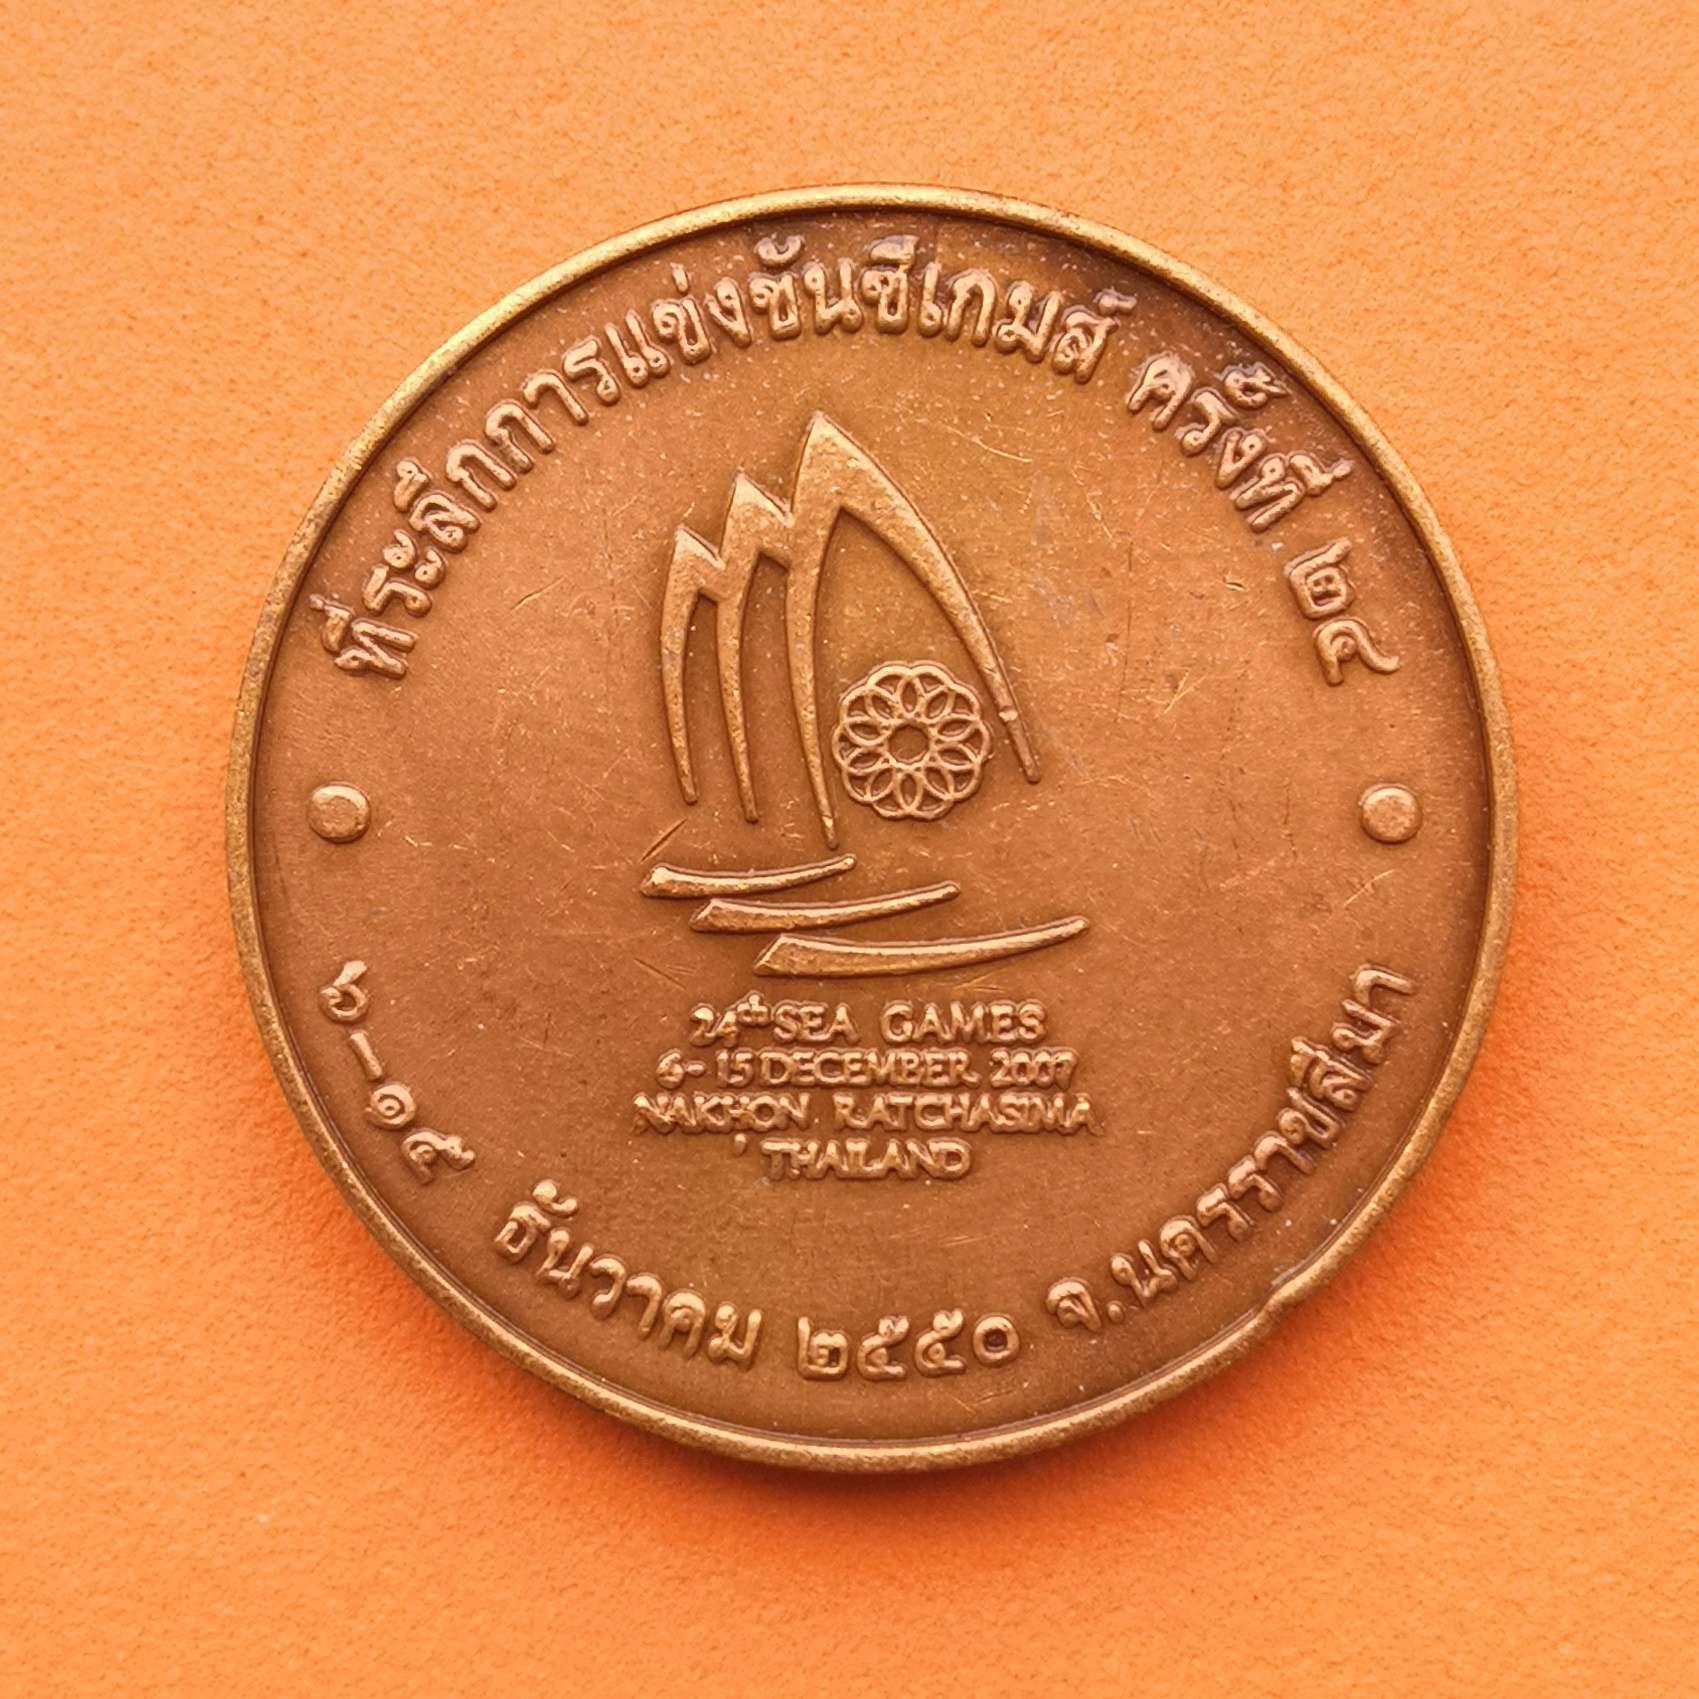 ที่ระลึกการแข่งขันซีเกมส์ ครั้งที่ ๒๔
24th SEA GAMES
6-15 DECEMBER 2007
NAKHON RATCHASIMA
THAILAND
๖-๑๕ ธันวาคม ๒๕๕๐ จ.นครราชสีมา